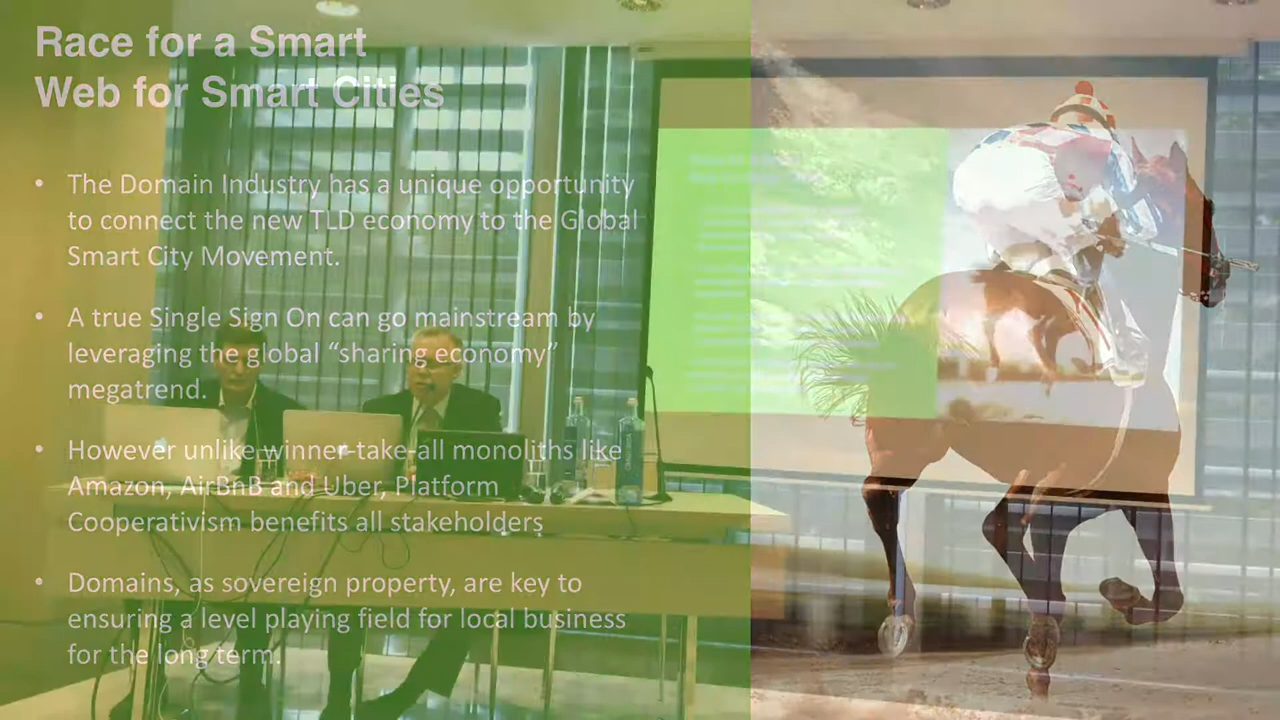 Race for a Smart
Web for Smart Cities
• The Domain Industry has a unique opportunity
to connect the new TLD economy to the Global
Smart City Movement.
• A true Single Sign On can go mainstream by
leveraging the global “sharing economy”
megatrend.
• However unlike winner-take-all monoliths like
Amazon, AirBnB and Uber, Platform
Cooperativism benefits all stakeholders
• Domains, as sovereign property, are key to
ensuring a level playing field for local business
for the long term.